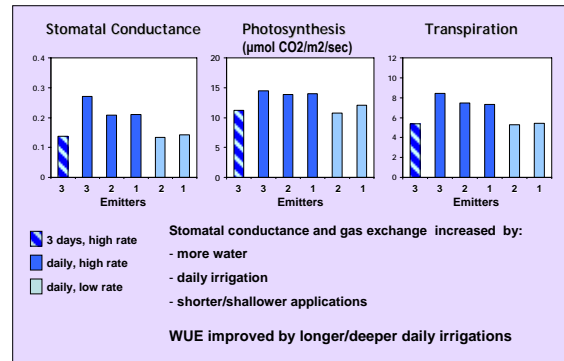 Stomatal Conductance
0.4
0.3
0.2
0.1
0
3 3 2 1 2 1
Emitters
Photosynthesis
(µmol CO2/m2/sec)
20
15
10
5
0
3 3 2 1 2 1
Emitters
Transpiration
12
10
8
6
4
2
0
3 3 2 1 2 1
Emitters
3 days, high rate
daily, high rate
daily, low rate
Stomatal conductance and gas exchange increased by:
- more water
- daily irrigation
- shorter/shallower applications
WUE improved by longer/deeper daily irrigations